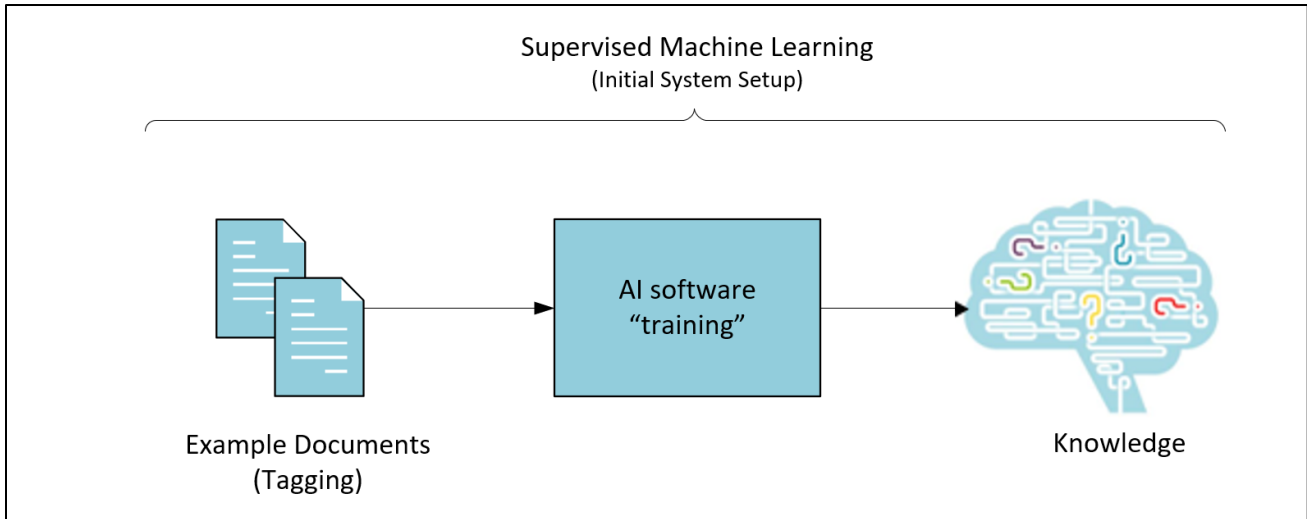 Supervised Machine Learning
(Initial System Setup)
AI software
“training”
Example Documents
(Tagging)
Knowledge